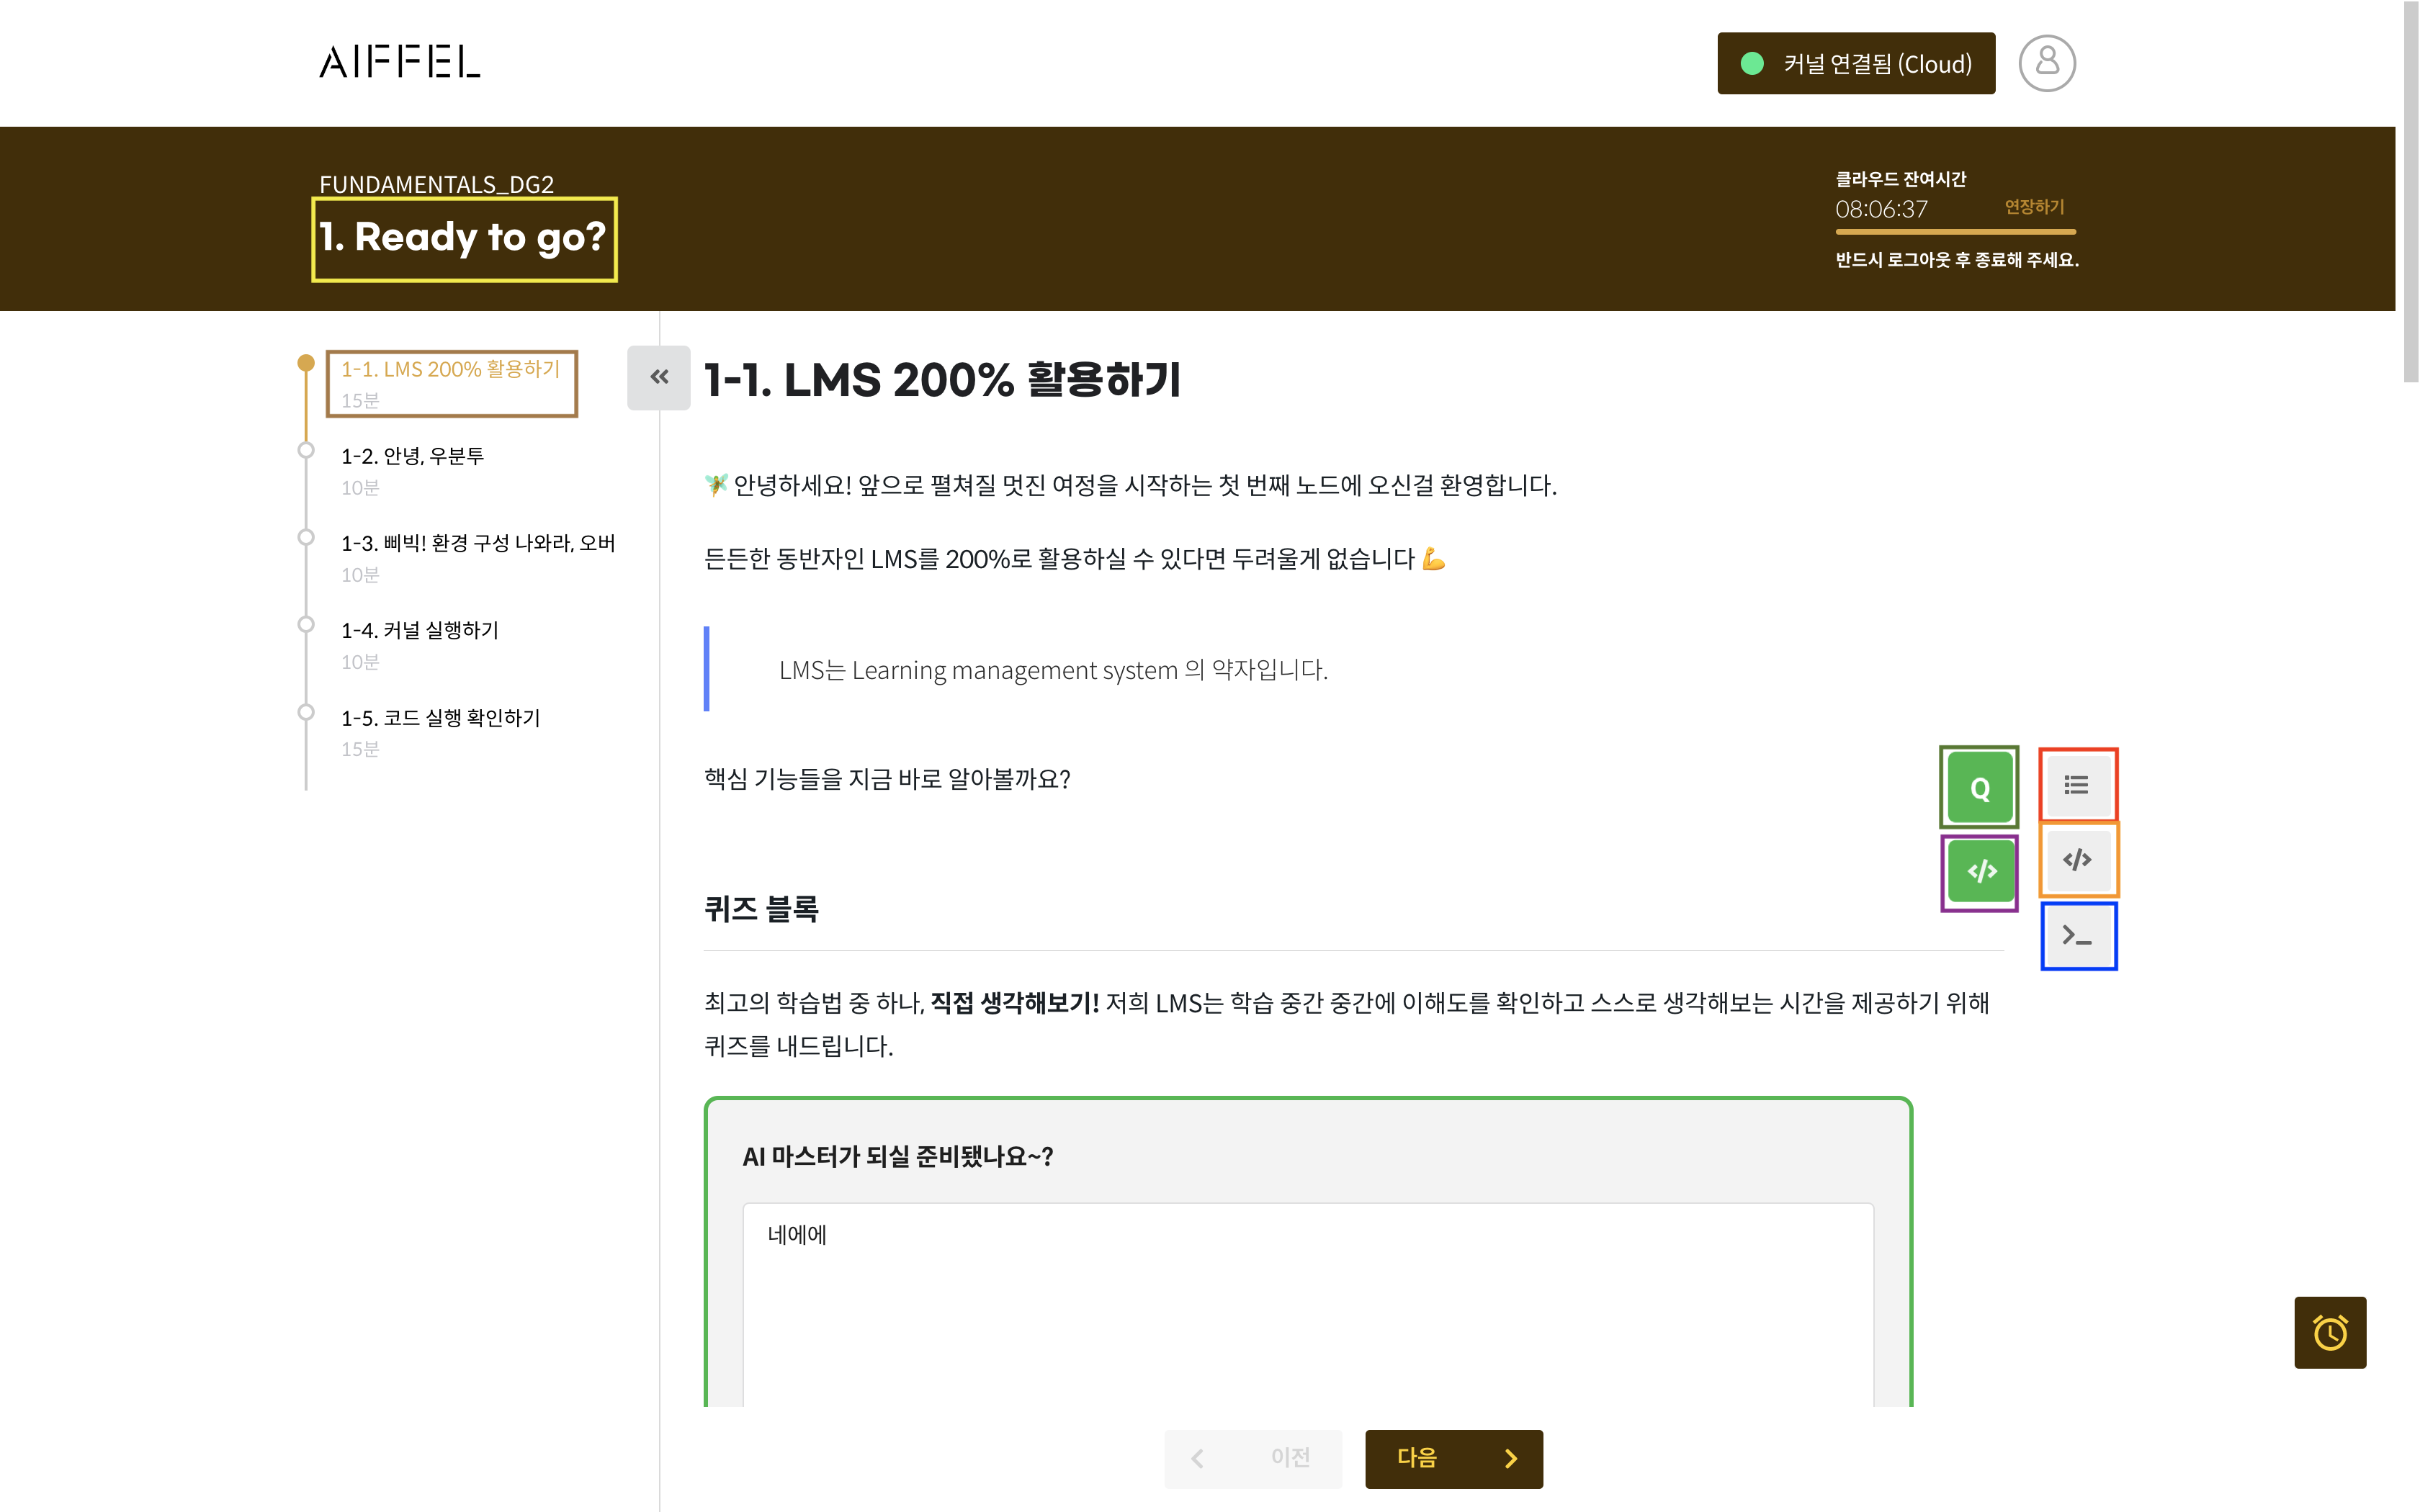 AIFFEL
커널 연결됨 (Cloud)
FUNDAMENTALS_DG2
1. Ready to go?
클라우드 잔여시간
08:06:37 연장하기
반드시 로그아웃 후 종료해 주세요.
1-1. LMS 200% 활용하기
15분
1-2. 안녕, 우분투
10분
1-3. 삐빅! 환경 구성 나와라, 오버
10분
1-4. 커널 실행하기
10분
1-5. 코드 실행 확인하기
15분
1-1. LMS 200% 활용하기
안녕하세요! 앞으로 펼쳐질 멋진 여정을 시작하는 첫 번째 노드에 오신걸 환영합니다.
든든한 동반자인 LMS를 200%로 활용하실 수 있다면 두려울게 없습니다 💪
LMS는 Learning management system 의 약자입니다.
핵심 기능들을 지금 바로 알아볼까요?
Q
</>
</>
>_
퀴즈 블록
최고의 학습법 중 하나, 직접 생각해보기! 저희 LMS는 학습 중간 중간에 이해도를 확인하고 스스로 생각해보는 시간을 제공하기 위해
퀴즈를 내드립니다.
AI 마스터가 되실 준비됐나요~?
네에에
이전
다음